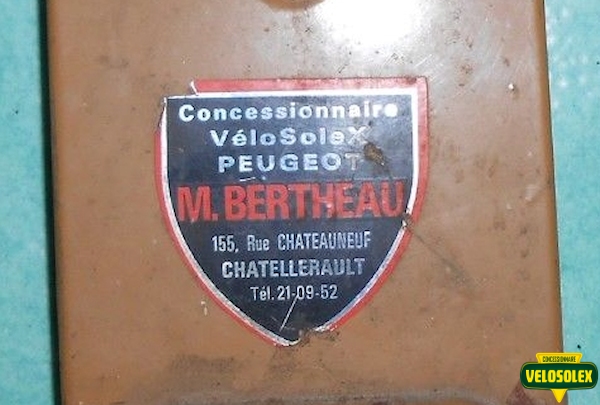 Concessionnaire
VéloSoleX
PEUGEOT
M. BERTHEAU
155, Rue CHATEAUNEUF
CHATELLERAULT
Tél. 21-09-52
CONCESSIONNAIRE
VELOSOLEX